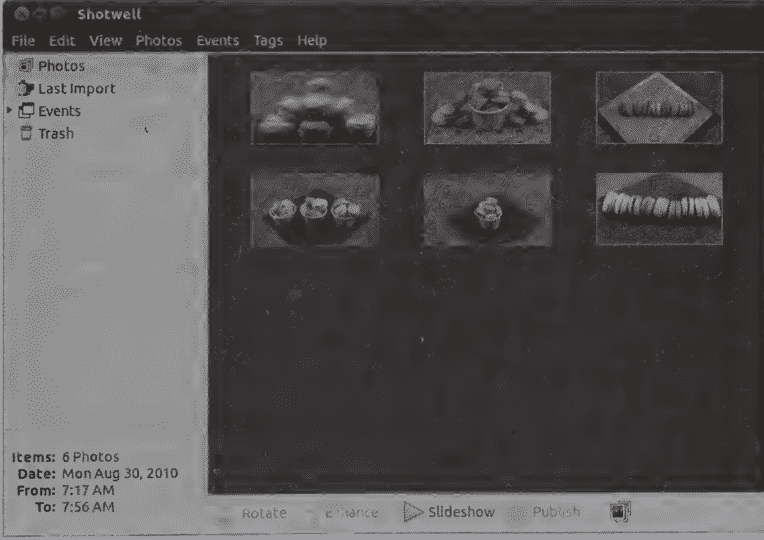 Shotwell
File Edit View Photos Events Tags Help
Photos
Last Import
Events
Trash
Items: 6 Photos
Date: Mon Aug 30, 2010
From: 7:17 AM
To: 7:56 AM
Rotate Enhance Slideshow Publish